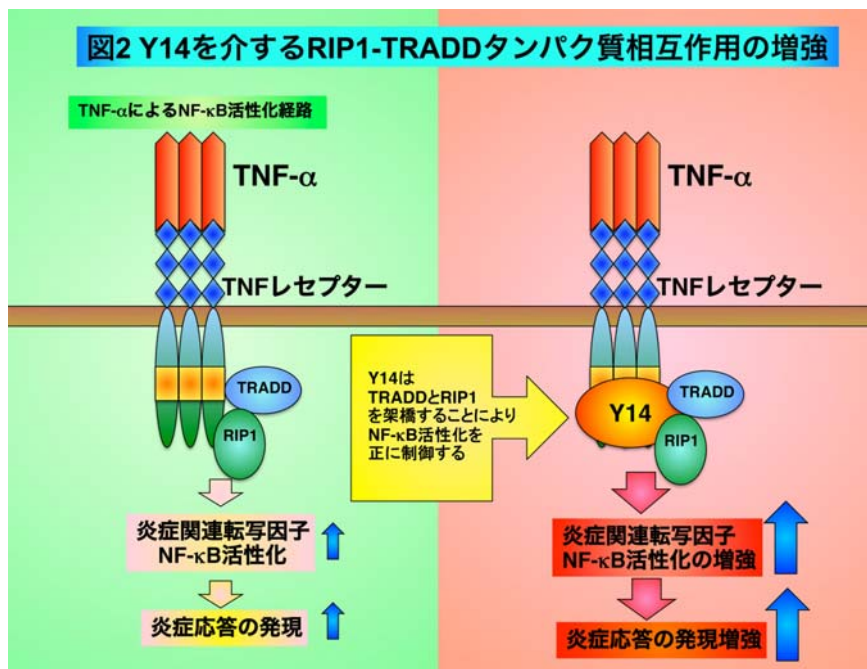 図2 Y14を介するRIP1-TRADDタンパク質相互作用の増強
TNF-αによるNF-κB活性化経路
TNF-α
TNFレセプター
TRADD
RIP1
炎症関連転写因子
NF-κB活性化
炎症応答の発現
Y14は
TRADDとRIP1
を架橋することにより
NF-κB活性化を
正に制御する
TNF-α
TNFレセプター
Y14
TRADD
RIP1
炎症関連転写因子
NF-κB活性化の増強
炎症応答の発現増強